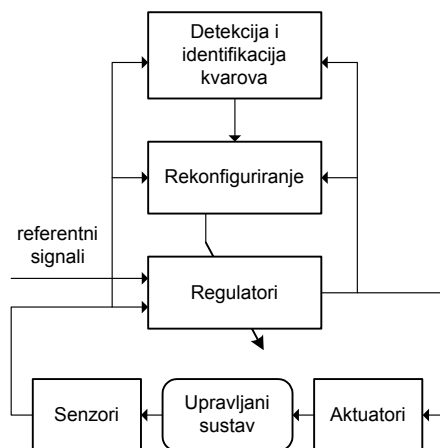 Detekcija i
identifikacija
kvarova
Rekonfiguriranje
referentni
signali
Regulatori
Senzori
Upravljani
sustav
Aktuatori